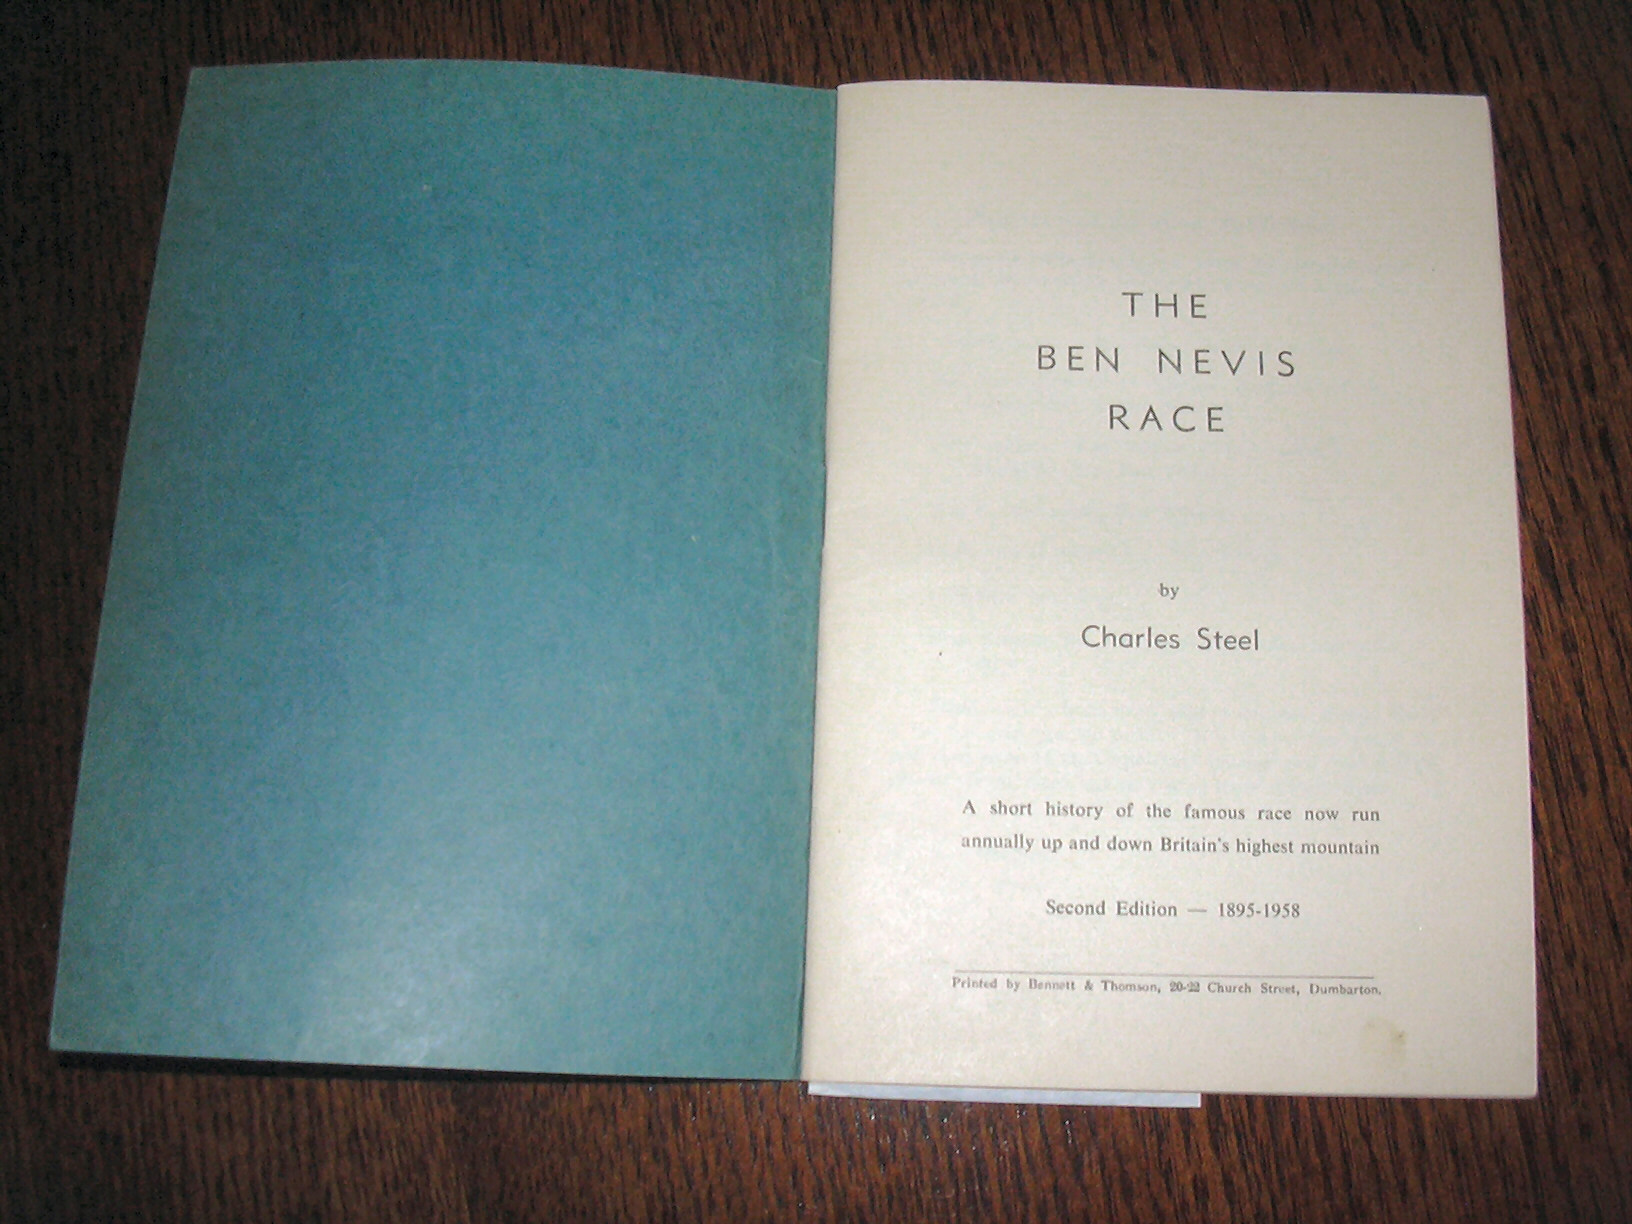 THE
BEN NEVIS
RACE
by
Charles Steel
A short history of the famous race now run
annually up and down Britain's highest mountain
Second Edition — 1895-1958
Printed by Bennett & Thomson, 20-22 Church Street, Dumbarton.